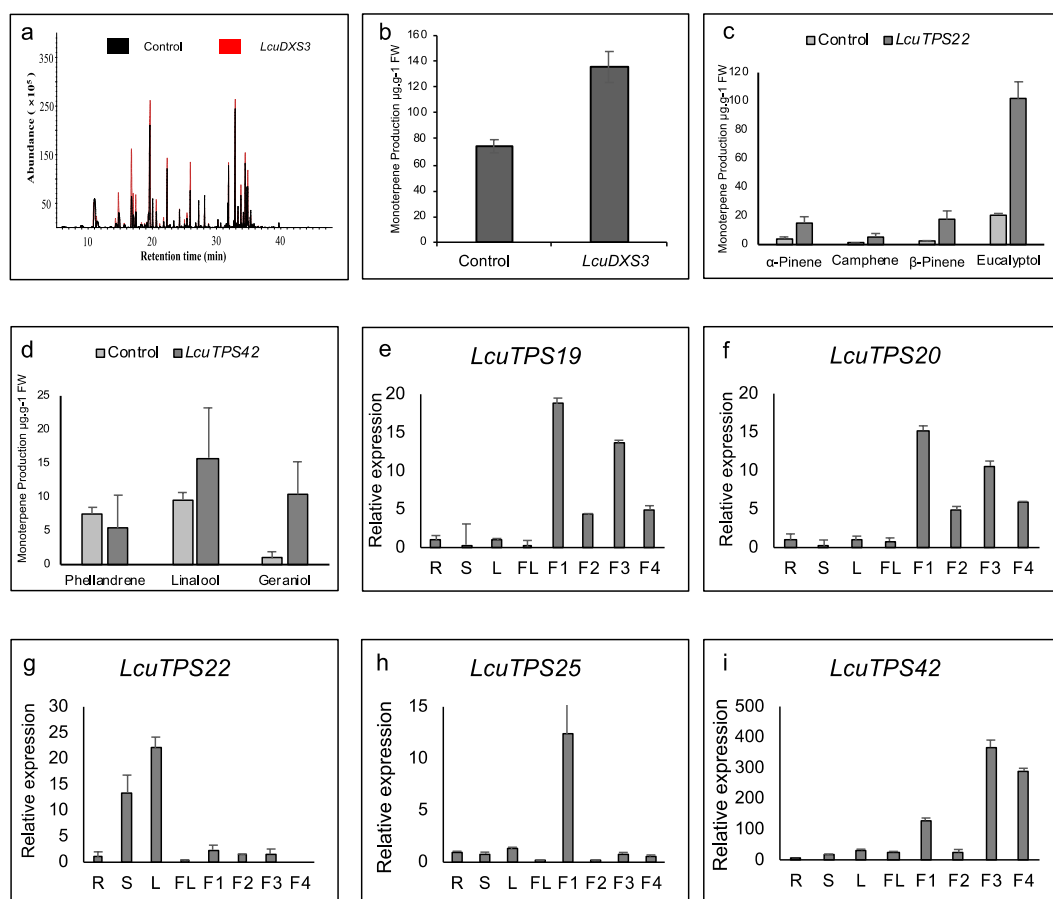 a
Control
LcuDXS3
Abundance ( ×10⁵)
350
250
150
50
10
20
30
40
Retention time (min)
b
Monoterpene Production µg.g-1 FW
160
140
120
100
80
60
40
20
0
Control
LcuDXS3
c
Control
LcuTPS22
Monoterpene Production µg.g-1 FW
120
100
80
60
40
20
0
α-Pinene
Camphene
β-Pinene
Eucalyptol
d
Control
LcuTPS42
Monoterpene Production µg.g-1 FW
25
20
15
10
5
0
Phellandrene
Linalool
Geraniol
e
LcuTPS19
Relative expression
20
15
10
5
0
R S L FL F1 F2 F3 F4
f
LcuTPS20
Relative expression
20
15
10
5
0
R S L FL F1 F2 F3 F4
g
LcuTPS22
Relative expression
30
25
20
15
10
5
0
R S L FL F1 F2 F3 F4
h
LcuTPS25
Relative expression
15
10
5
0
R S L FL F1 F2 F3 F4
i
LcuTPS42
Relative expression
500
400
300
200
100
0
R S L FL F1 F2 F3 F4